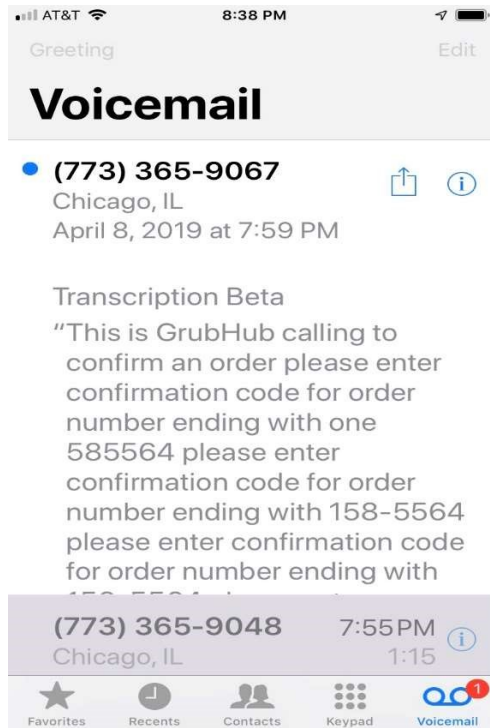 AT&T 8:38 PM
Greeting Edit
Voicemail
(773) 365-9067
Chicago, IL
April 8, 2019 at 7:59 PM
Transcription Beta
“This is GrubHub calling to
confirm an order please enter
confirmation code for order
number ending with one
585564 please enter
confirmation code for order
number ending with 158-5564
please enter confirmation code
for order number ending with
(773) 365-9048 7:55PM
Chicago, IL 1:15
Favorites Recents Contacts Keypad Voicemail
1